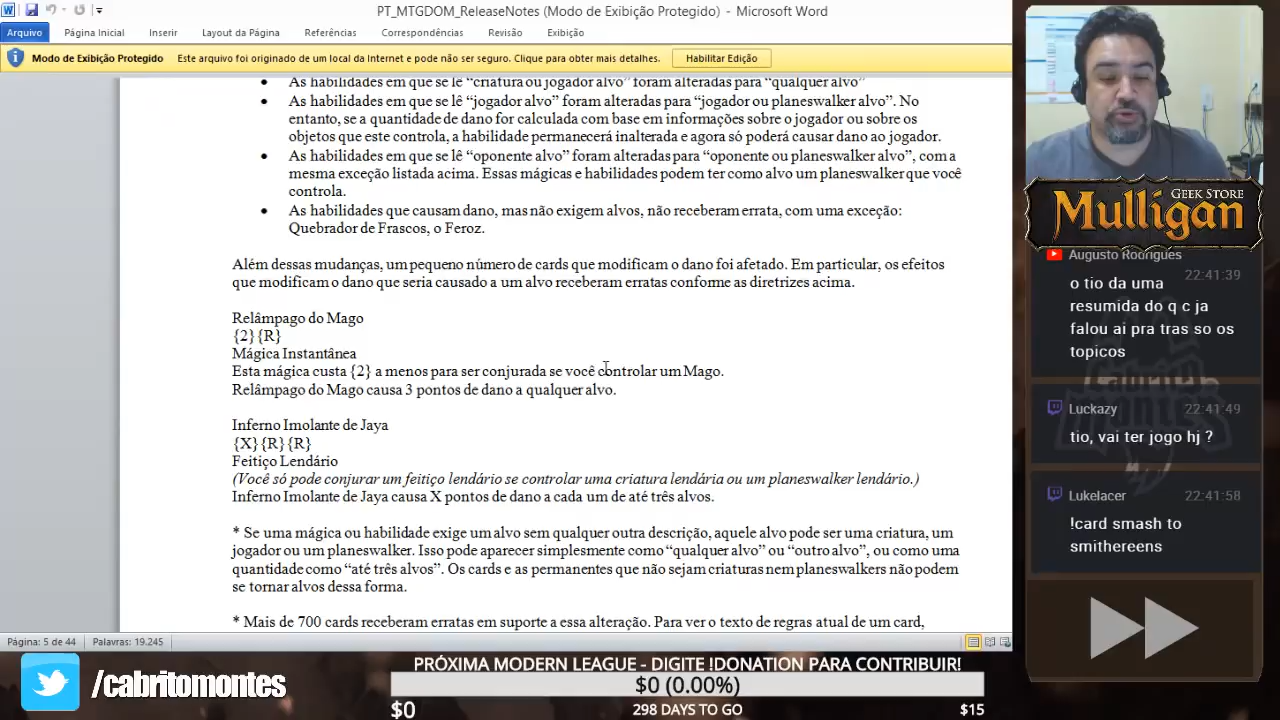 PT_MTGDOM_ReleaseNotes (Modo de Exibição Protegido) - Microsoft Word
Arquivo Página Inicial Inserir Layout da Página Referências Correspondências Revisão Exibição
Modo de Exibição Protegido Este arquivo foi originado de um local da Internet e pode não ser seguro. Clique para obter mais detalhes. Habilitar Edição
• As habilidades em que se lê “criatura ou jogador alvo” foram alteradas para “qualquer alvo”
• As habilidades em que se lê “jogador alvo” foram alteradas para “jogador ou planeswalker alvo”. No
entanto, se a quantidade de dano for calculada com base em informações sobre o jogador ou sobre os
objetos que este controla, a habilidade permanecerá inalterada e agora só poderá causar dano ao jogador.
• As habilidades em que se lê “oponente alvo” foram alteradas para “oponente ou planeswalker alvo”, com a
mesma exceção listada acima. Essas mágicas e habilidades podem ter como alvo um planeswalker que você
controla.
• As habilidades que causam dano, mas não exigem alvos, não receberam errata, com uma exceção:
Quebrador de Frascos, o Feroz.
Além dessas mudanças, um pequeno número de cards que modificam o dano foi afetado. Em particular, os efeitos
que modificam o dano que seria causado a um alvo receberam erratas conforme as diretrizes acima.
Relâmpago do Mago
{2}{R}
Mágica Instantânea
Esta mágica custa {2} a menos para ser conjurada se você controlar um Mago.
Relâmpago do Mago causa 3 pontos de dano a qualquer alvo.
Inferno Imolante de Jaya
{X}{R}{R}
Feitiço Lendário
(Você só pode conjurar um feitiço lendário se controlar uma criatura lendária ou um planeswalker lendário.)
Inferno Imolante de Jaya causa X pontos de dano a cada um de até três alvos.
* Se uma mágica ou habilidade exige um alvo sem qualquer outra descrição, aquele alvo pode ser uma criatura, um
jogador ou um planeswalker. Isso pode aparecer simplesmente como “qualquer alvo” ou “outro alvo”, ou como uma
quantidade como “até três alvos”. Os cards e as permanentes que não sejam criaturas nem planeswalkers não podem
se tornar alvos dessa forma.
* Mais de 700 cards receberam erratas em suporte a essa alteração. Para ver o texto de regras atual de um card,
Página: 5 de 44 Palavras: 19.245
GEEK STORE
Mulligan
Augusto Rodrigues 22:41:39
o tio da uma
resumida do q c ja
falou ai pra tras so os
topicos
Luckazy 22:41:49
tio, vai ter jogo hj ?
Lukelacer 22:41:58
!card smash to
smithereens
/cabritomontes
PRÓXIMA MODERN LEAGUE - DIGITE !DONATION PARA CONTRIBUIR!
$0 (0.00%)
$0 298 DAYS TO GO $15